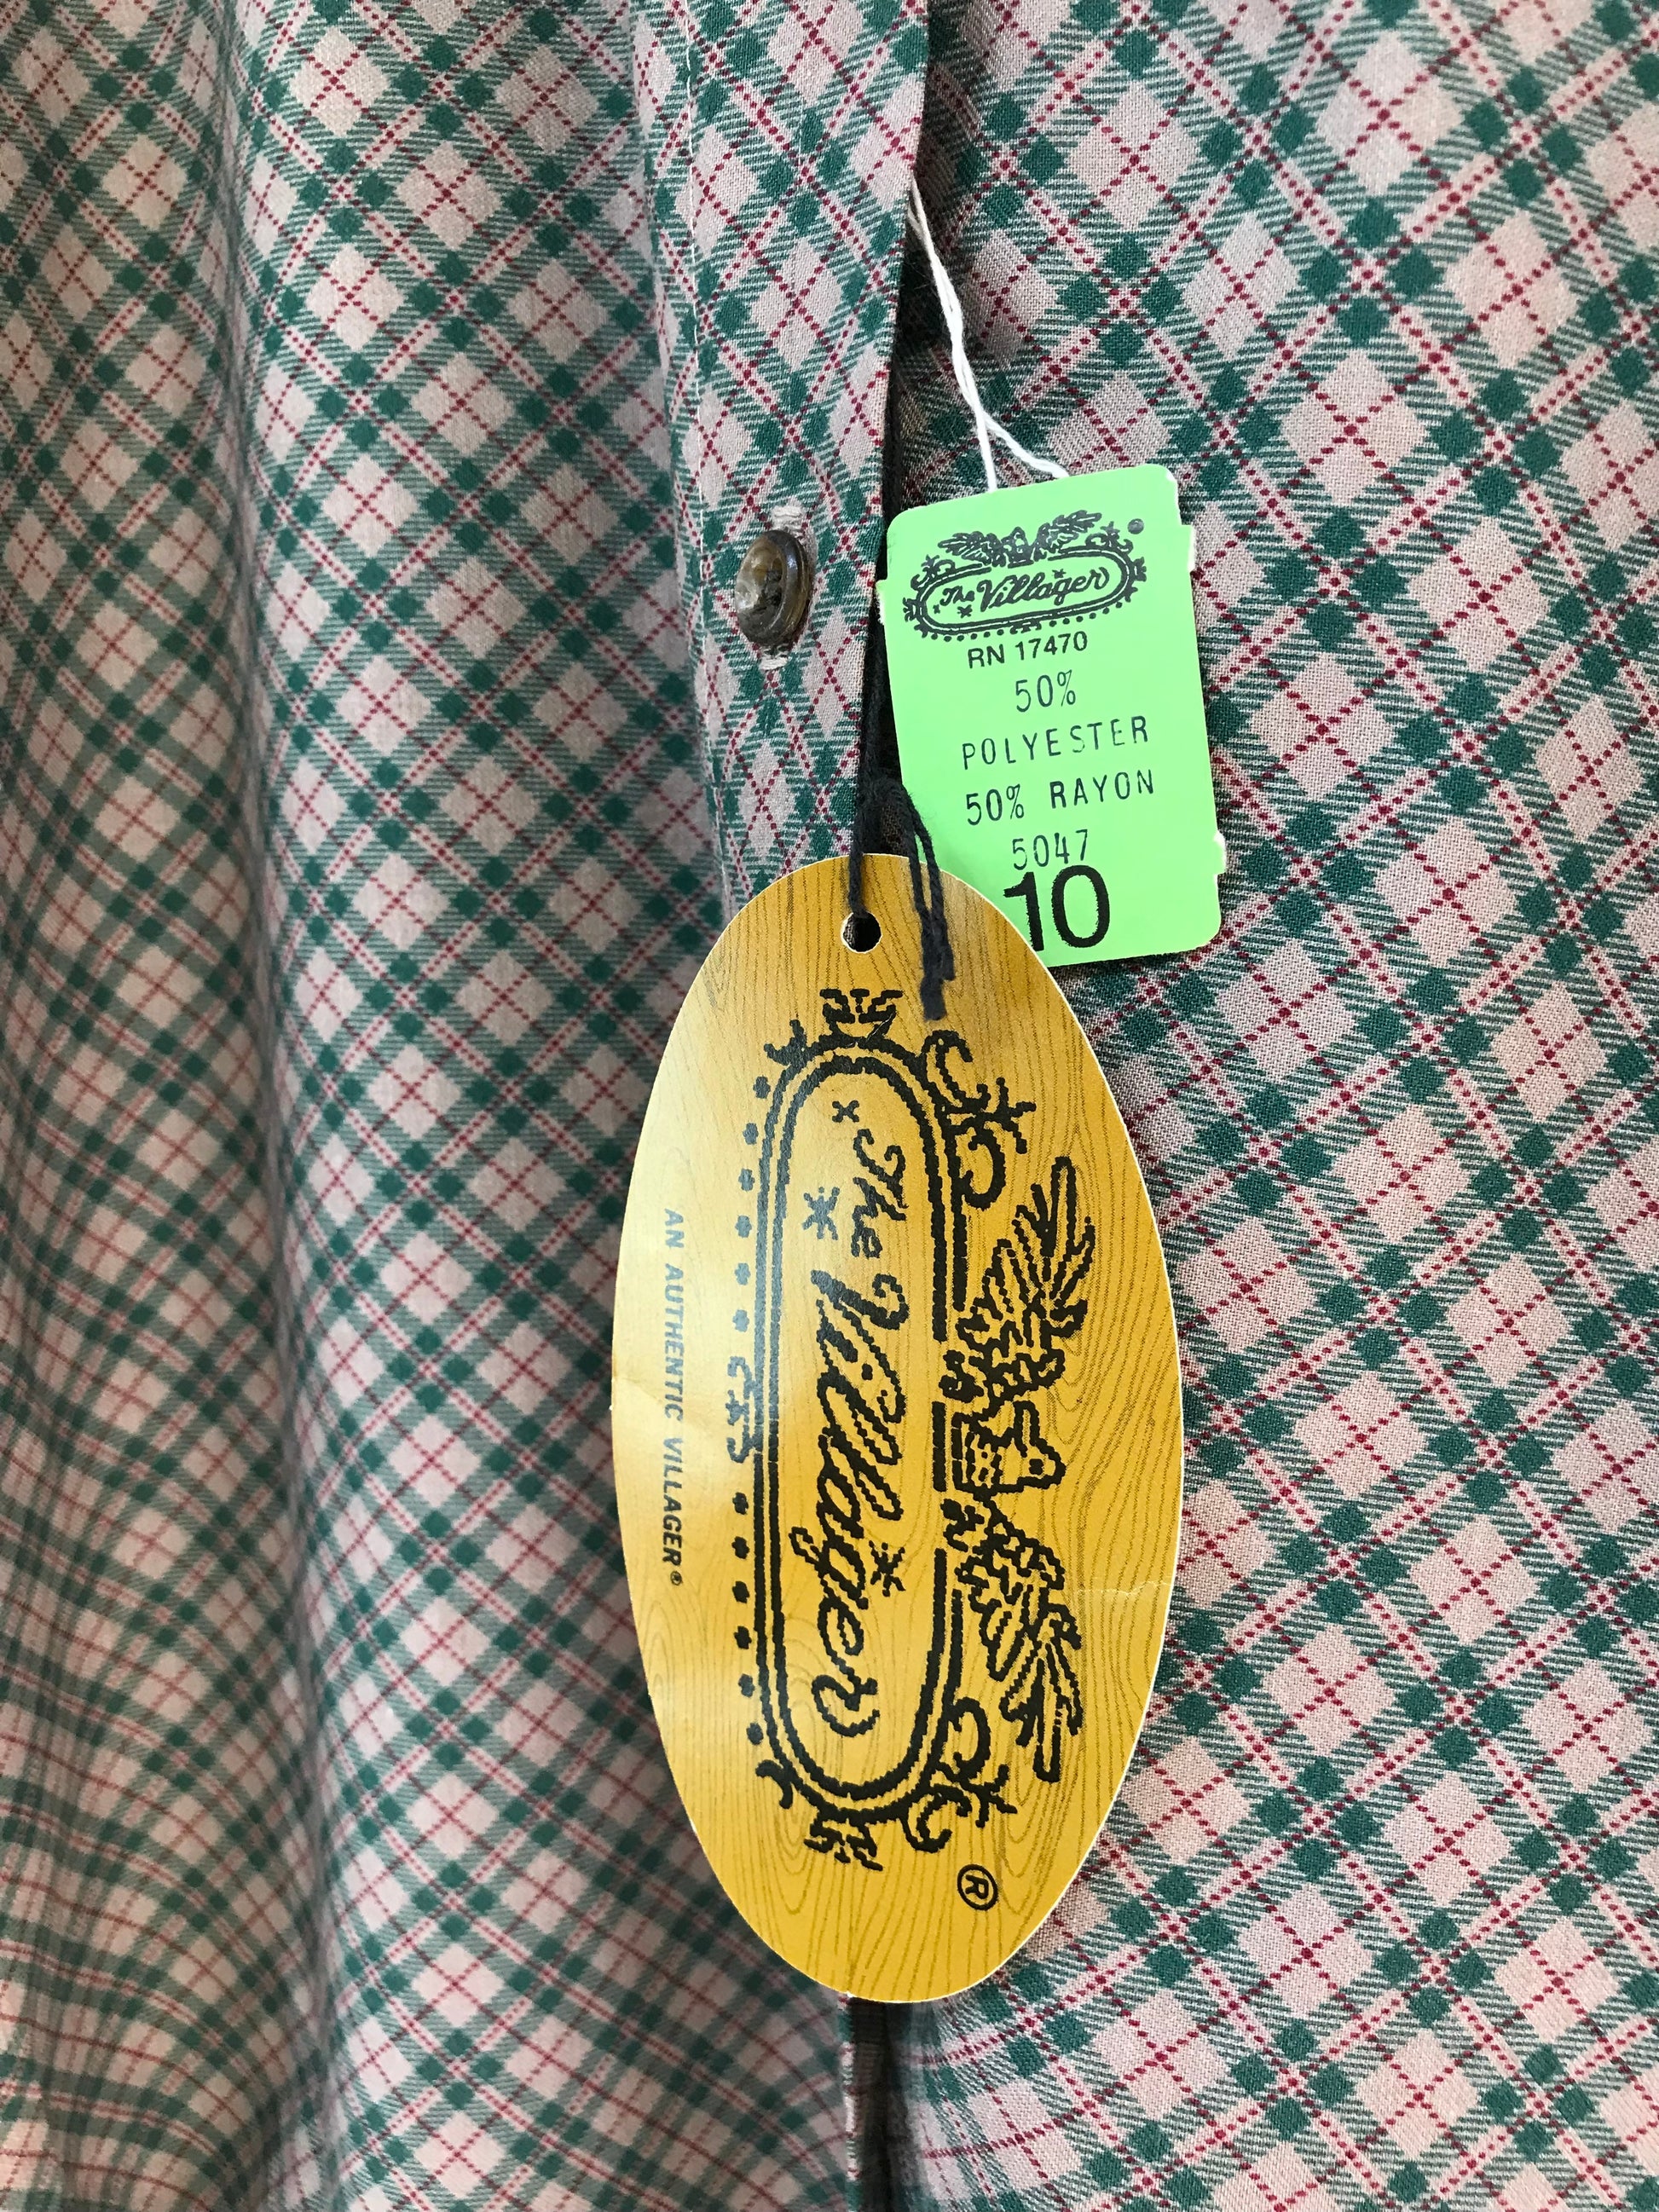 The Villager
RN 17470
50%
POLYESTER
50% RAYON
5047
10
The Villager
®
AN AUTHENTIC VILLAGER®